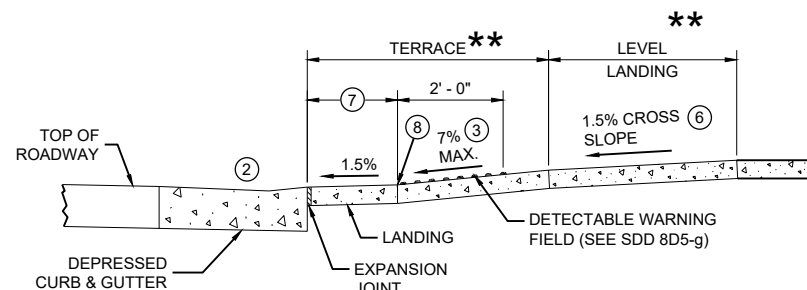 **
TERRACE **
LEVEL
LANDING
2' - 0"
7
8
7% 3
MAX.
1.5% CROSS 6
SLOPE
TOP OF
ROADWAY
2
1.5%
LANDING
DETECTABLE WARNING
FIELD (SEE SDD 8D5-g)
DEPRESSED
CURB & GUTTER
EXPANSION
JOINT